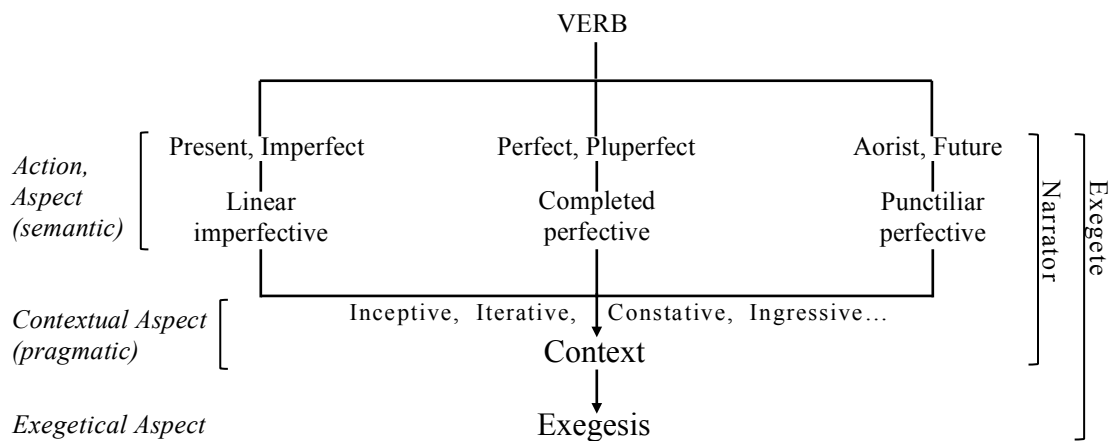 VERB
Present, Imperfect
Perfect, Pluperfect
Aorist, Future
Action,
Aspect
(semantic)
Linear
imperfective
Completed
perfective
Punctiliar
perfective
Narrator
Exegete
Contextual Aspect
(pragmatic)
Inceptive, Iterative, Constative, Ingressive...
Context
Exegetical Aspect
Exegesis